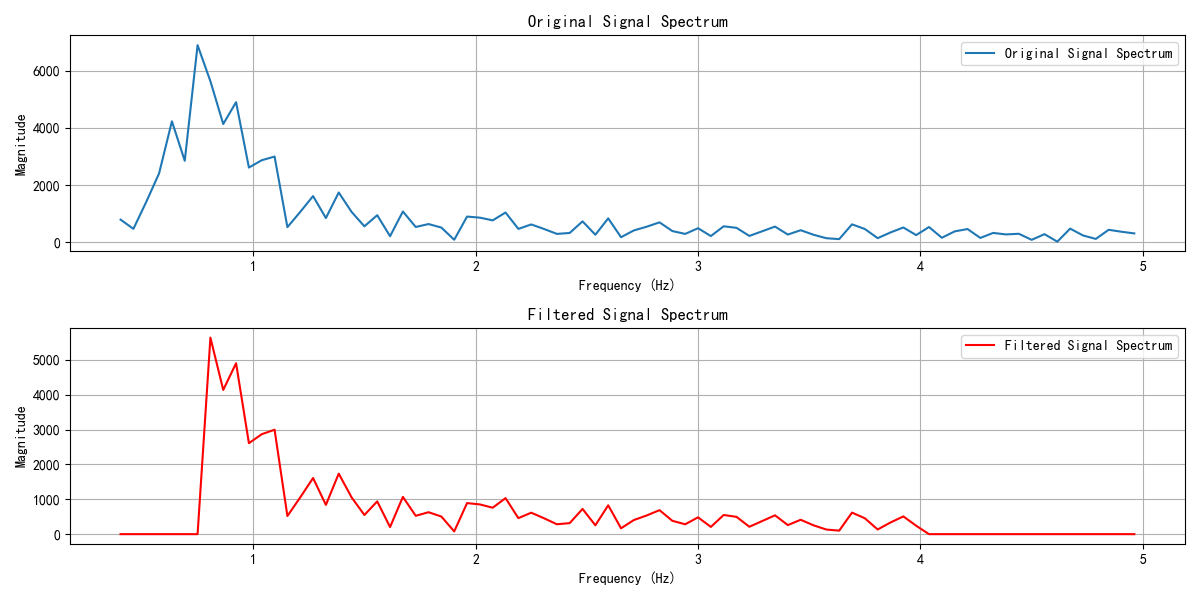 Original Signal Spectrum
Original Signal Spectrum
Magnitude
6000
4000
2000
0
1 2 3 4 5
Frequency (Hz)
Filtered Signal Spectrum
Filtered Signal Spectrum
Magnitude
5000
4000
3000
2000
1000
0
1 2 3 4 5
Frequency (Hz)